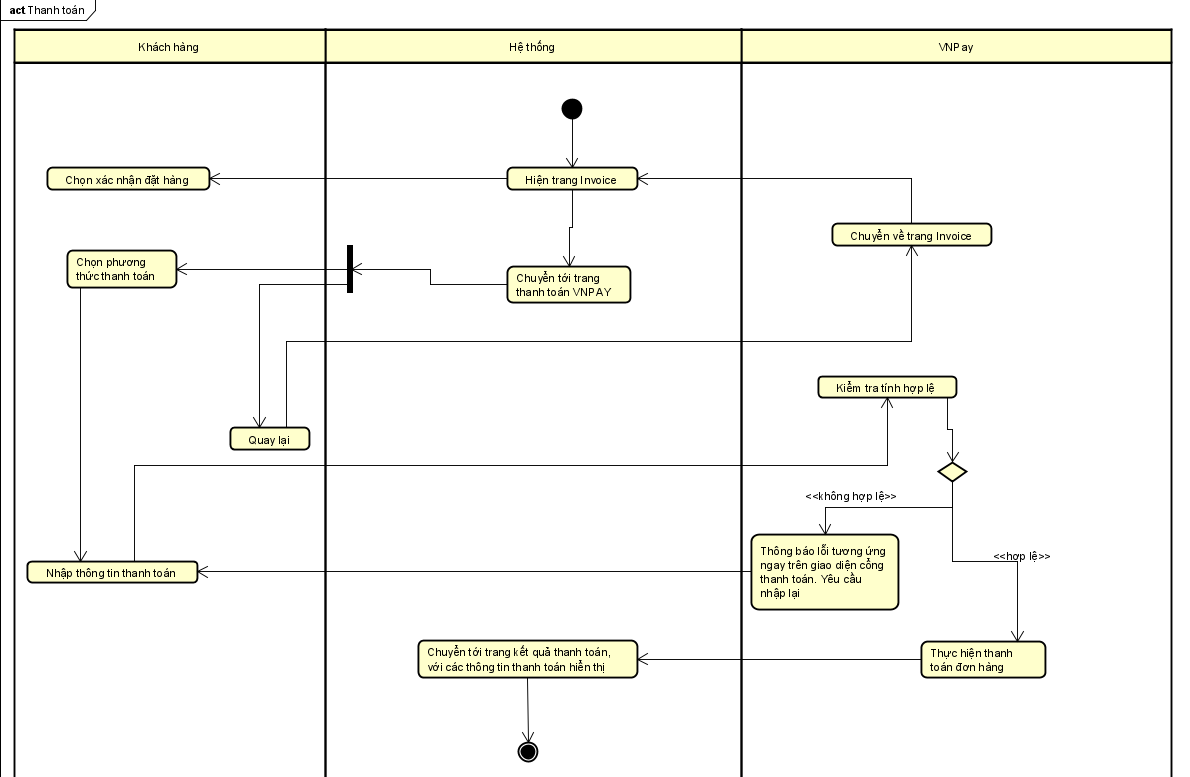 act Thanh toán
Khách hàng
Hệ thống
VNPay
Chọn xác nhận đặt hàng
Hiện trang Invoice
Chuyển về trang Invoice
Chọn phương
thức thanh toán
Chuyển tới trang
thanh toán VNPAY
Kiểm tra tính hợp lệ
Quay lại
<<không hợp lệ>>
Thông báo lỗi tương ứng
ngay trên giao diện cổng
thanh toán. Yêu cầu
nhập lại
<<hợp lệ>>
Nhập thông tin thanh toán
Chuyển tới trang kết quả thanh toán,
với các thông tin thanh toán hiển thị
Thực hiện thanh
toán đơn hàng